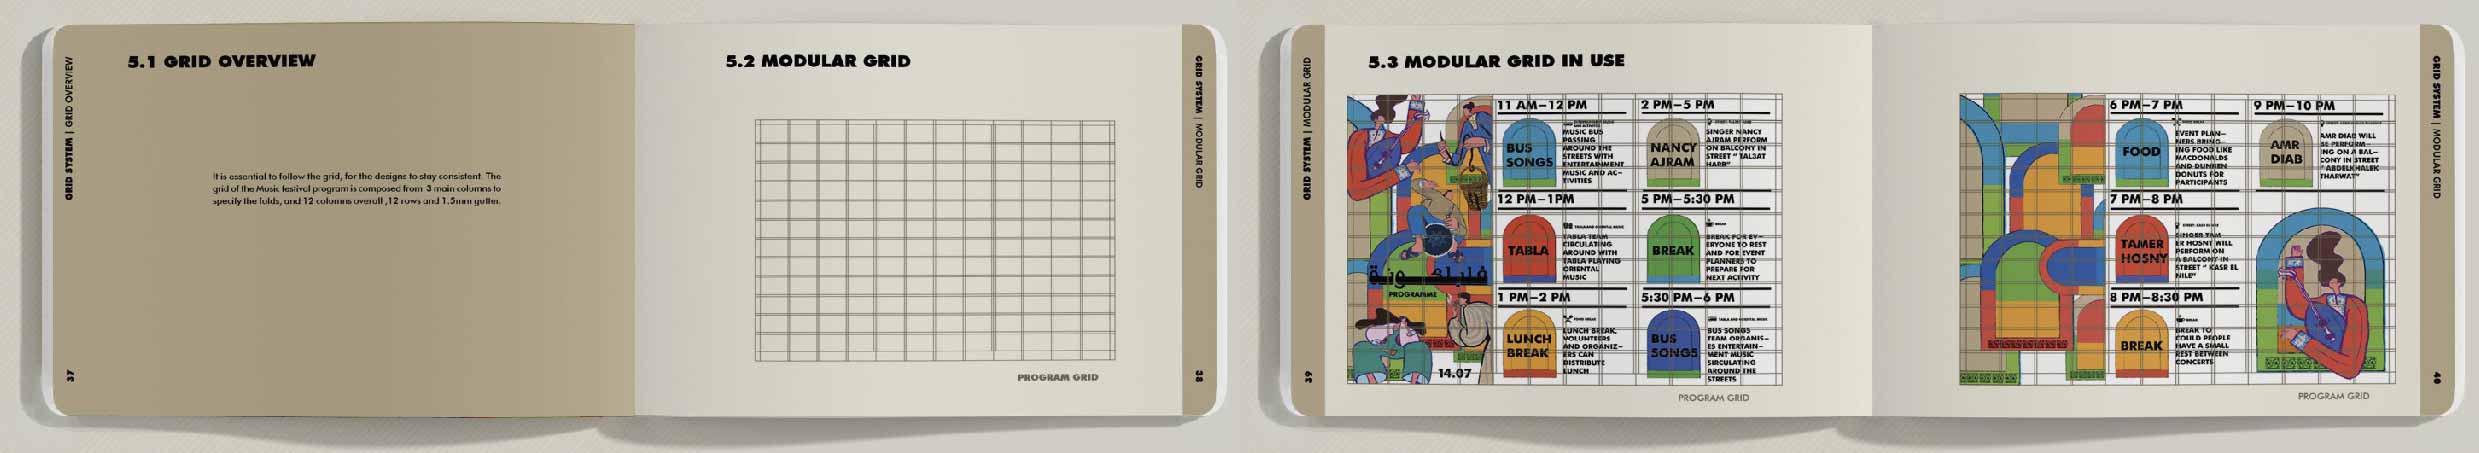 GRID SYSTEM | GRID OVERVIEW
5.1 GRID OVERVIEW
It is essential to follow the grid, for the designs to stay consistent. The
grid of the Music festival program is composed from 3 main columns to
specify the folds, and 12 columns overall ,12 rows and 1.5mm gutter.
37
5.2 MODULAR GRID
PROGRAM GRID
GRID SYSTEM | MODULAR GRID
38
GRID SYSTEM | MODULAR GRID
39
5.3 MODULAR GRID IN USE
PROGRAMME
14.07
11 AM–12 PM
BUS
SONGS
MUSIC BUS
PASSING
AROUND THE
STREETS WITH
ENTERTAINMENT
MUSIC AND AC–
TIVITIES
12 PM–1PM
TABLA
TABLA TEAM
CIRCULATING
AROUND WITH
TABLA PLAYING
ORIENTAL
MUSIC
1 PM–2 PM
LUNCH
BREAK
FOOD BREAK
LUNCH BREAK,
VOLUNTEERS
AND ORGANIZ–
ERS CAN
DISTRIBUTE
LUNCH
2 PM–5 PM
NANCY
AJRAM
SINGER NANCY
AJRAM PERFORM
ON BALCONY IN
STREET " TALAAT
HARB"
5 PM–5:30 PM
BREAK
BREAK
BREAK FOR EV–
ERYONE TO REST
AND FOR EVENT
PLANNERS TO
PREPARE FOR
NEXT ACTIVITY
5:30 PM–6 PM
BUS
SONGS
BUS SONGS
TEAM ORGANIS–
ES ENTERTAIN–
MENT MUSIC
SIRCULATING
AROUND THE
STREETS
PROGRAM GRID
6 PM–7 PM
FOOD
EVENT PLAN–
NERS BRING–
ING FOOD LIKE
MACDONALDS
AND DUNKEN
DONUTS FOR
PARTICIPANTS
7 PM–8 PM
TAMER
HOSNY
SINGER TAM–
ER HOSNY WILL
PERFORM ON
A BALCONY IN
STREET " KASR EL
NILE"
8 PM–8:30 PM
BREAK
BREAK
BREAK TO
COULD PEOPLE
HAVE A SMALL
REST BETWEEN
CONCERTS
9 PM–10 PM
AMR
DIAB
AMR DIAB WILL
BE PERFORM–
ING ON A BAL–
CONY IN STREET
" ABDELKHALEK
THARWAT"
PROGRAM GRID
GRID SYSTEM | MODULAR GRID
40